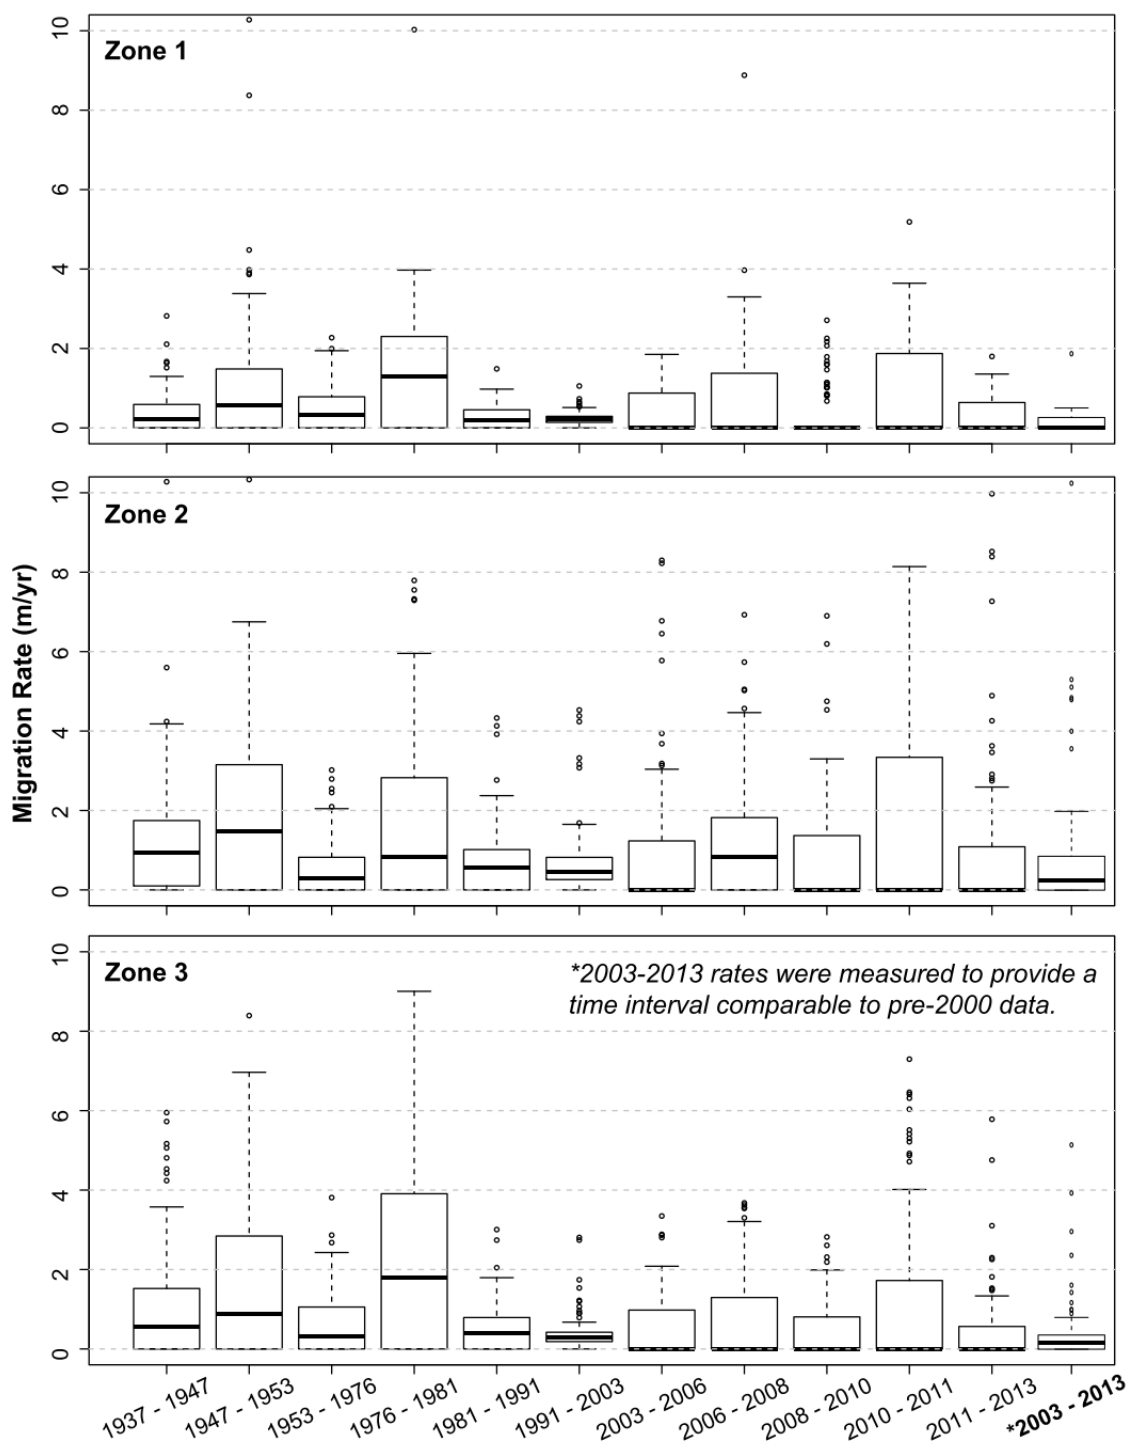 Zone 1
10
8
6
4
2
0
Zone 2
10
8
6
4
2
0
Migration Rate (m/yr)
Zone 3
*2003-2013 rates were measured to provide a
time interval comparable to pre-2000 data.
10
8
6
4
2
0
1937 - 1947
1947 - 1953
1953 - 1976
1976 - 1981
1981 - 1991
1991 - 2003
2003 - 2006
2006 - 2008
2008 - 2010
2010 - 2011
2011 - 2013
*2003 - 2013